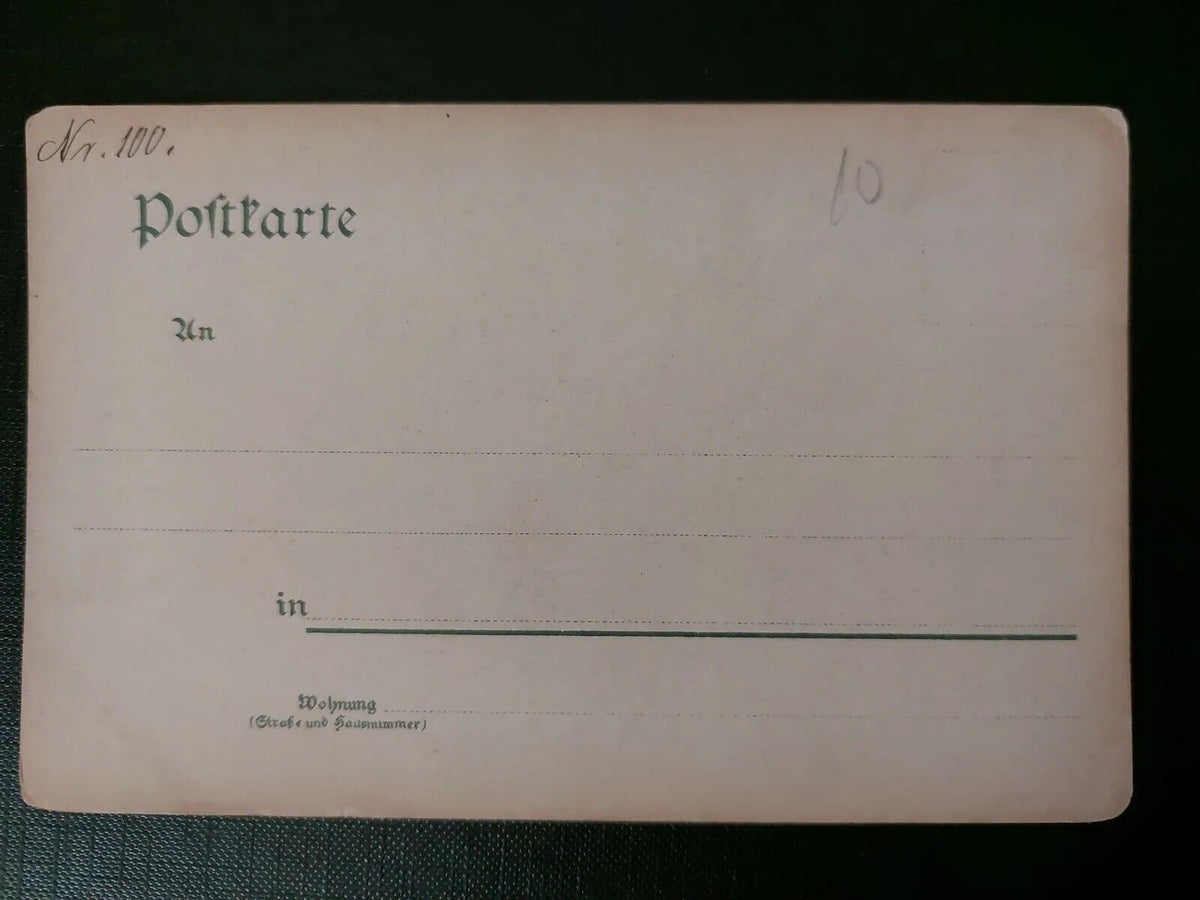 Nr. 100.
10
Postkarte
An
in
Wohnung
(Straße und Hausnummer)